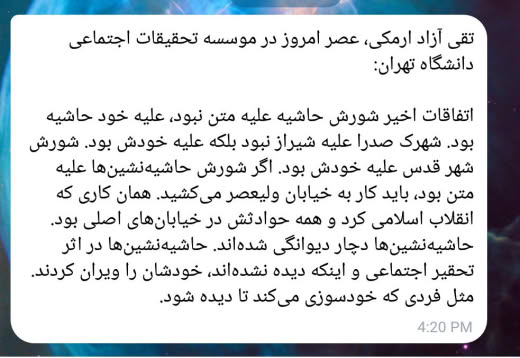 تقی آزاد ارمکی، عصر امروز در موسسه تحقیقات اجتماعی
دانشگاه تهران:
اتفاقات اخیر شورش حاشیه علیه متن نبود، علیه خود حاشیه
بود. شهرک صدرا علیه شیراز نبود بلکه علیه خودش بود. شورش
شهر قدس علیه خودش بود. اگر شورش حاشیه‌نشین‌ها علیه
متن بود، باید کار به خیابان ولیعصر می‌کشید. همان کاری که
انقلاب اسلامی کرد و همه حوادثش در خیابان‌های اصلی بود.
حاشیه‌نشین‌ها دچار دیوانگی شده‌اند. حاشیه‌نشین‌ها در اثر
تحقیر اجتماعی و اینکه دیده نشده‌اند، خودشان را ویران کردند.
مثل فردی که خودسوزی می‌کند تا دیده شود.
4:20 PM